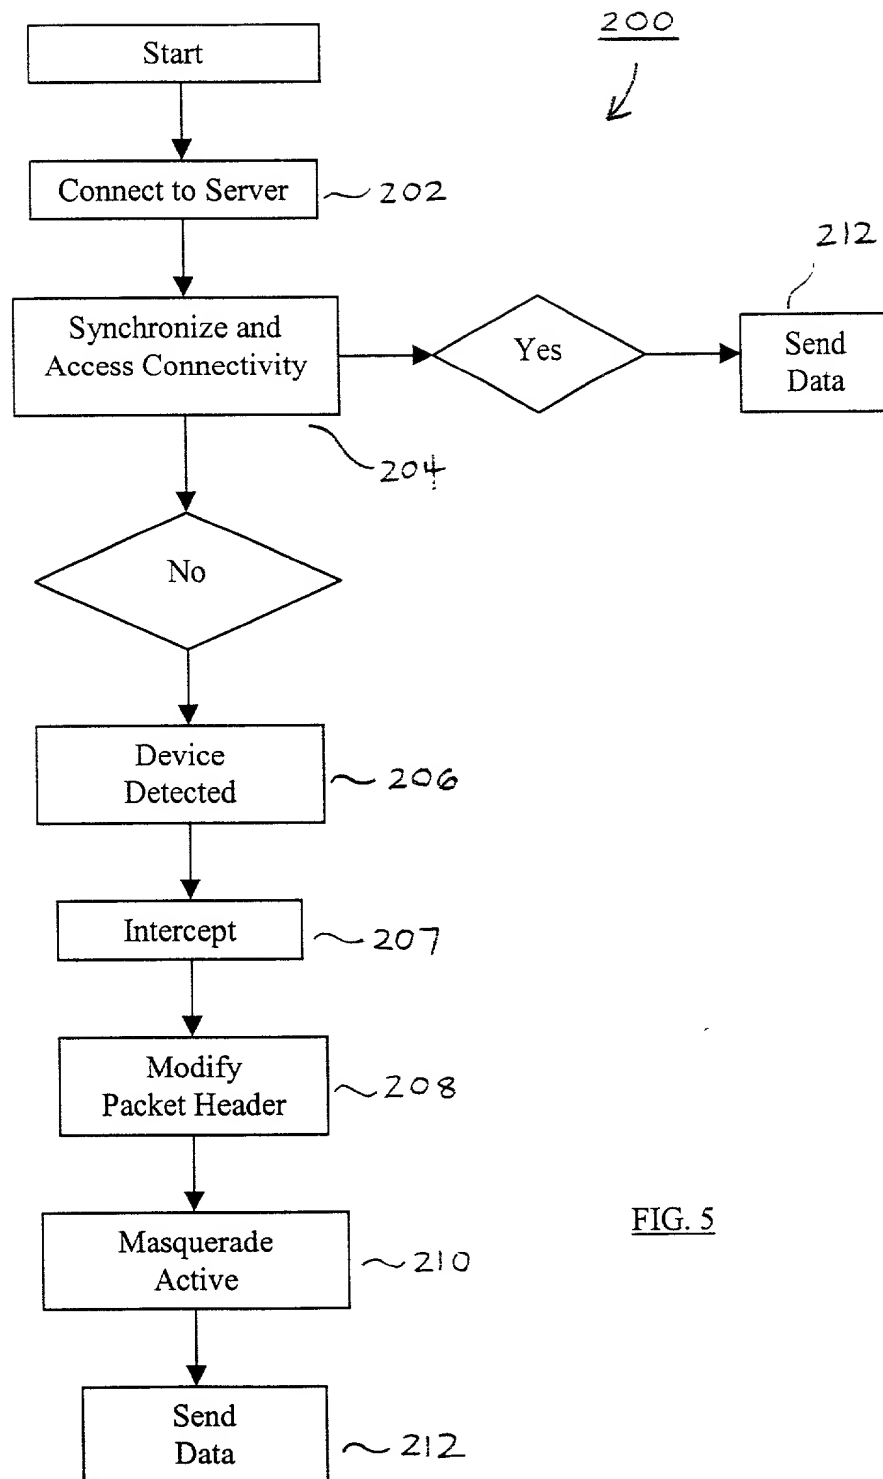 200
Start
Connect to Server
202
212
Synchronize and
Access Connectivity
Yes
Send
Data
204
No
Device
Detected
206
Intercept
207
Modify
Packet Header
208
FIG. 5
Masquerade
Active
210
Send
Data
212